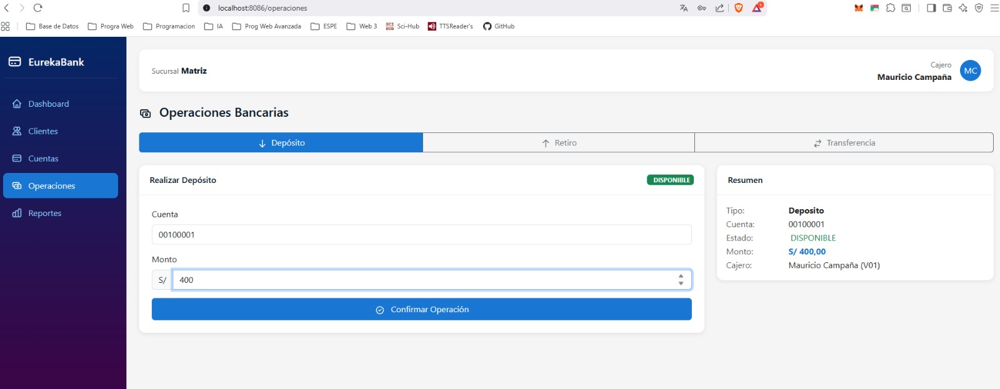 localhost:8086/operaciones
Base de Datos Progra Web Programacion IA Prog Web Avanzada ESPE Web 3 SCI HUB Sci-Hub TTSReader's GitHub
EurekaBank
Dashboard
Clientes
Cuentas
Operaciones
Reportes
Sucursal Matriz
Cajero
Mauricio Campaña
MC
Operaciones Bancarias
Depósito Retiro Transferencia
Realizar Depósito DISPONIBLE
Cuenta
00100001
Monto
S/ 400
Confirmar Operación
Resumen
Tipo: Deposito
Cuenta: 00100001
Estado: DISPONIBLE
Monto: S/ 400,00
Cajero: Mauricio Campaña (V01)